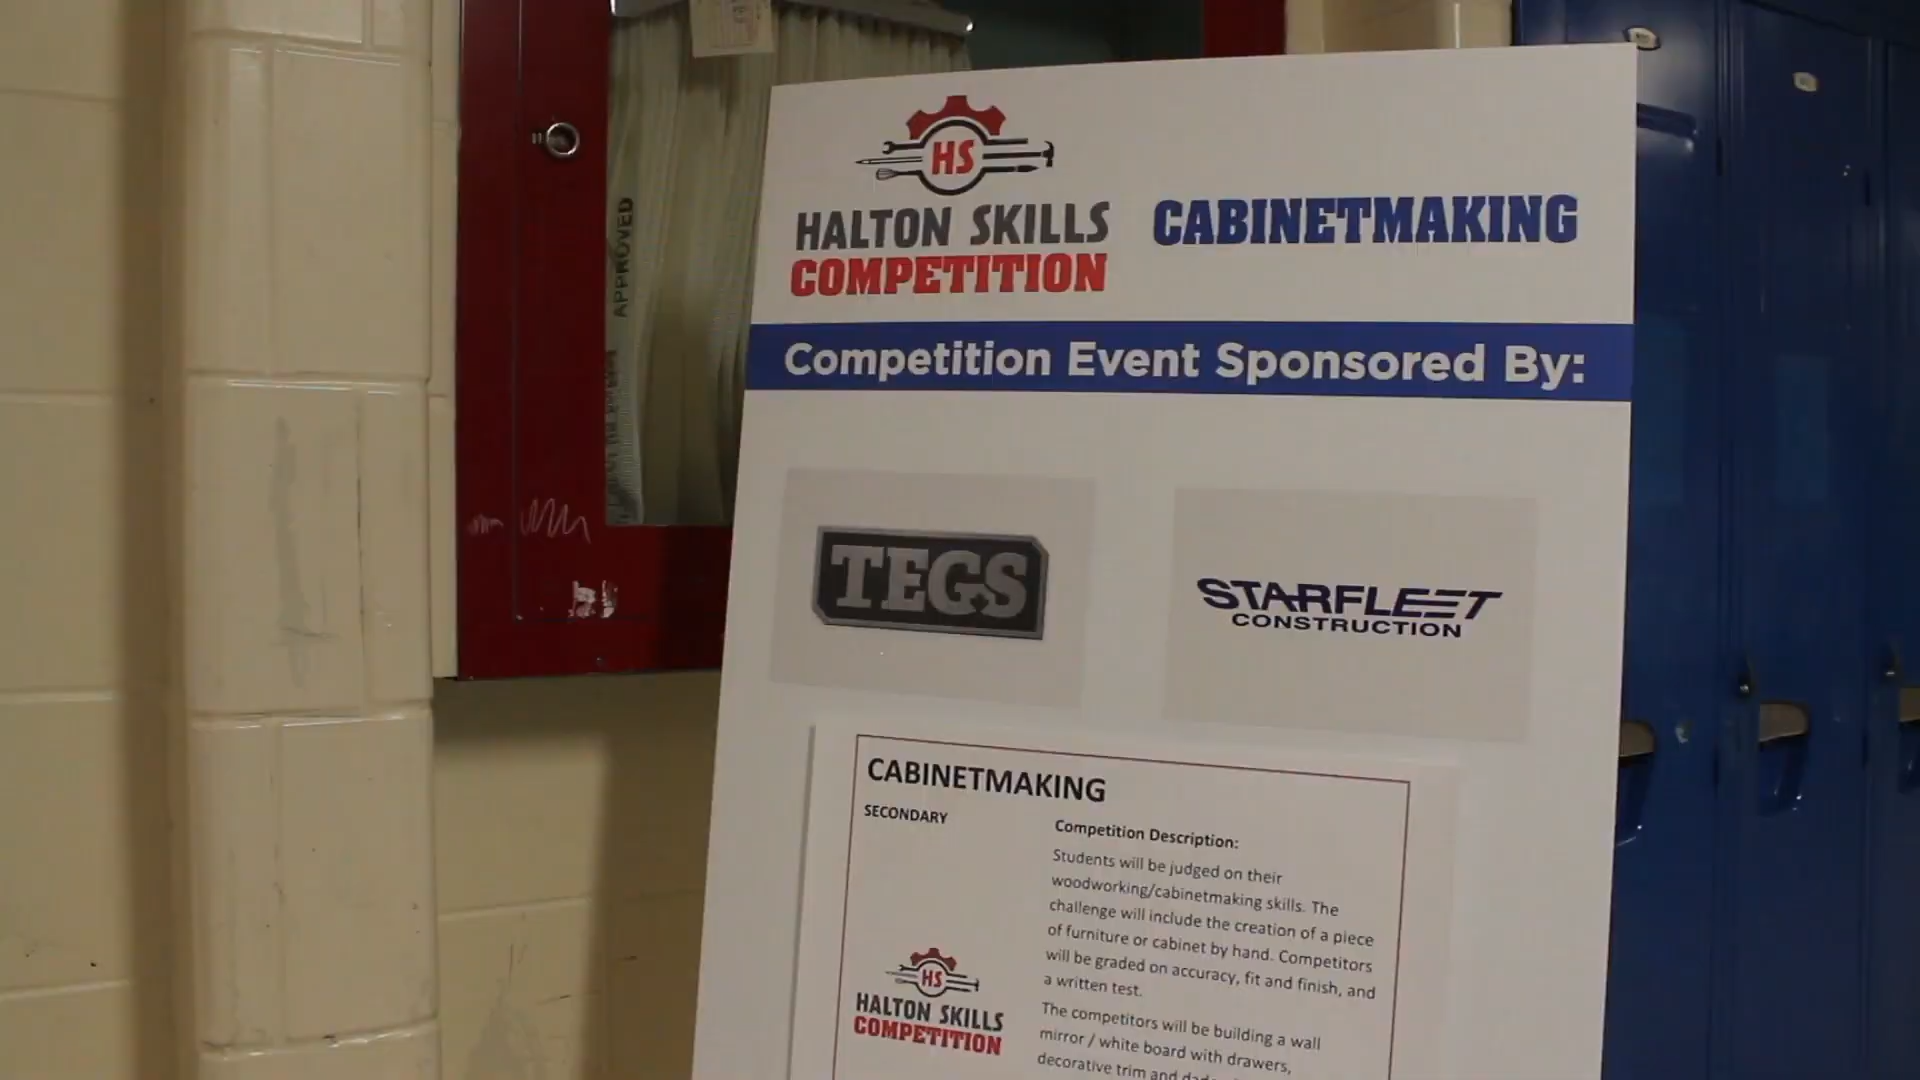 APPROVED
HS
HALTON SKILLS
COMPETITION
CABINETMAKING
Competition Event Sponsored By:
TEGS
STARFLEET
CONSTRUCTION
CABINETMAKING
SECONDARY
Competition Description:
Students will be judged on their
woodworking/cabinetmaking skills. The
challenge will include the creation of a piece
of furniture or cabinet by hand. Competitors
will be graded on accuracy, fit and finish, and
a written test.
The competitors will be building a wall
mirror / white board with drawers,
decorative trim and
HS
HALTON SKILLS
COMPETITION